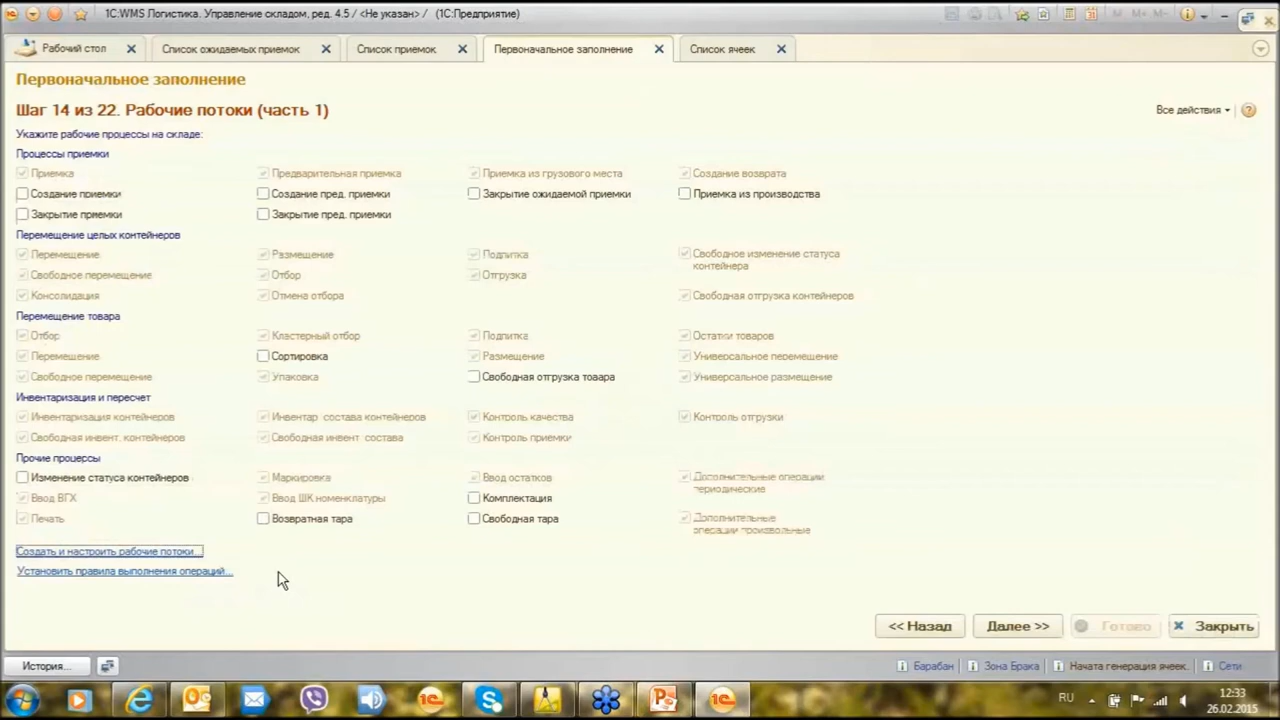 1С:WMS Логистика. Управление складом, ред. 4.5 / <Не указан> / (1С:Предприятие)
M M+ M-
Рабочий стол Список ожидаемых приемок Список приемок Первоначальное заполнение Список ячеек
Первоначальное заполнение
Шаг 14 из 22. Рабочие потоки (часть 1)
Все действия
Укажите рабочие процессы на складе:
Процессы приемки
Приемка Предварительная приемка Приемка из грузового места Создание возврата
Создание приемки Создание пред. приемки Закрытие ожидаемой приемки Приемка из производства
Закрытие приемки Закрытие пред. приемки
Перемещение целых контейнеров
Перемещение Размещение Подпитка Свободное изменение статуса
контейнера
Свободное перемещение Отбор Отгрузка
Консолидация Отмена отбора Свободная отгрузка контейнеров
Перемещение товара
Отбор Кластерный отбор Подпитка Остатки товаров
Перемещение Сортировка Размещение Универсальное перемещение
Свободное перемещение Упаковка Свободная отгрузка товара Универсальное размещение
Инвентаризация и пересчет
Инвентаризация контейнеров Инвентар. состава контейнеров Контроль качества Контроль отгрузки
Свободная инвент. контейнеров Свободная инвент. состава Контроль приемки
Прочие процессы
Изменение статуса контейнеров Маркировка Ввод остатков Дополнительные операции
периодические
Ввод ВГХ Ввод ШК номенклатуры Комплектация
Печать Возвратная тара Свободная тара Дополнительные
операции произвольные
Создать и настроить рабочие потоки...
Установить правила выполнения операций...
<< Назад Далее >> Готово Закрыть
История... Барабан Зона Брака Начата генерация ячеек. Сети
RU 12:33
26.02.2015